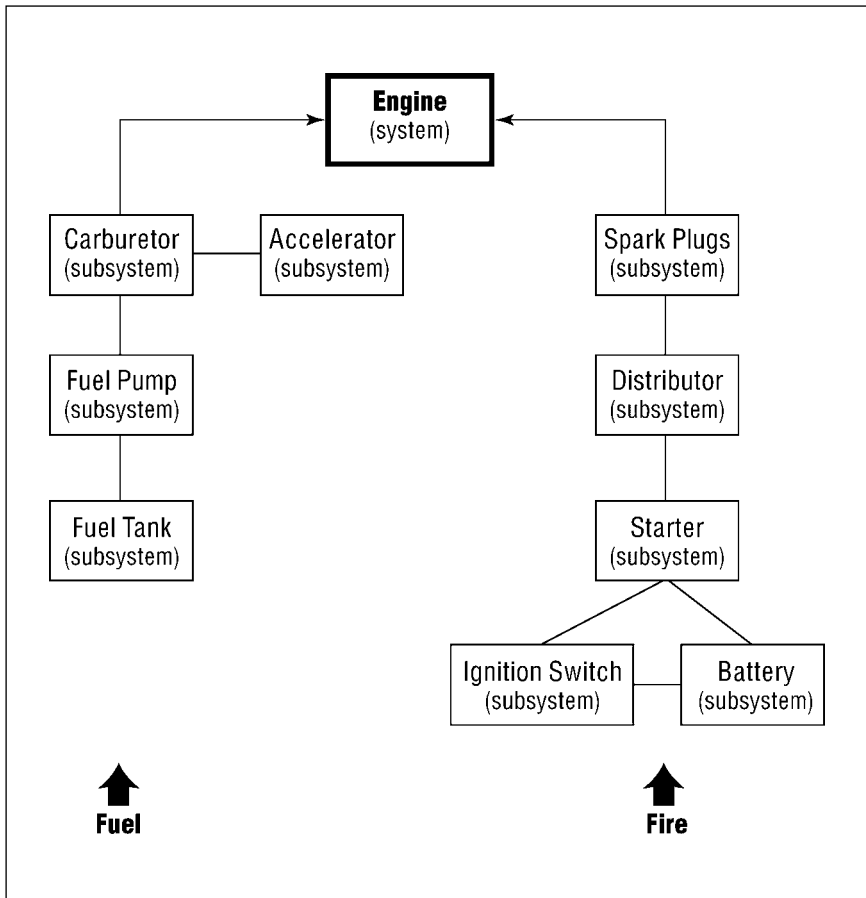 Engine
(system)
Carburetor
(subsystem)
Accelerator
(subsystem)
Spark Plugs
(subsystem)
Fuel Pump
(subsystem)
Distributor
(subsystem)
Fuel Tank
(subsystem)
Starter
(subsystem)
Ignition Switch
(subsystem)
Battery
(subsystem)
Fuel
Fire